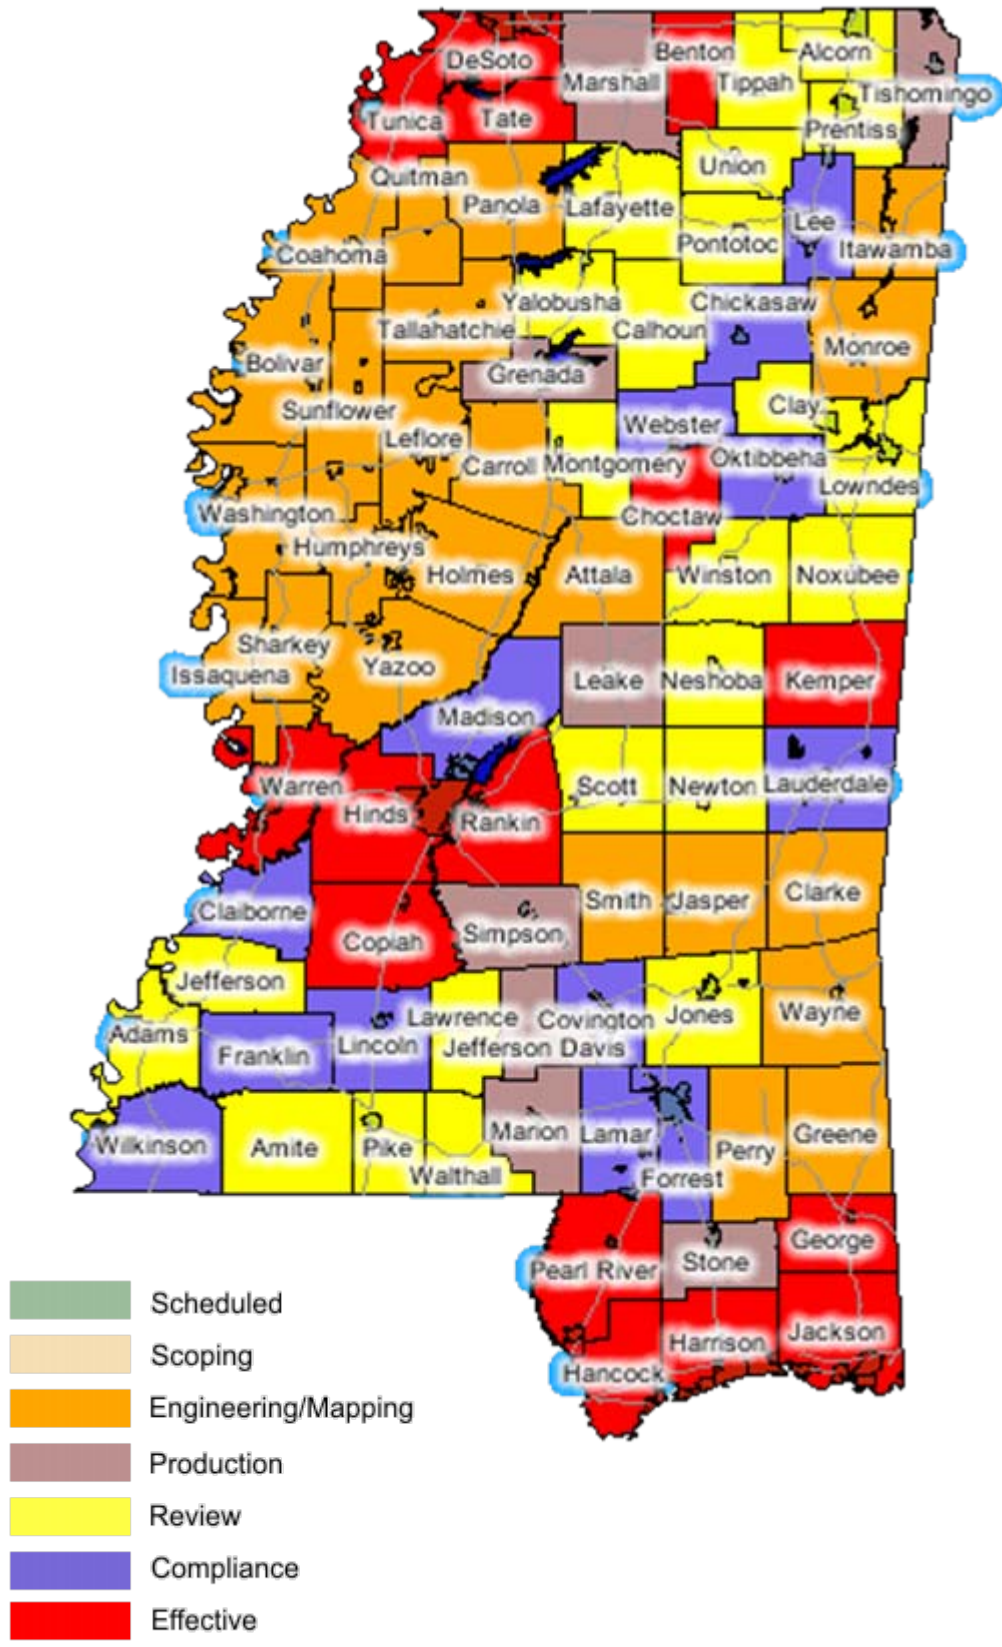 DeSoto
Benton
Alcorn
Marshall
Tippah
Tishomingo
Tunica
Tate
Prentiss
Quitman
Union
Panola
Lafayette
Lee
Pontotoc
Itawamba
Coahoma
Yalobusha
Chickasaw
Tallahatchie
Calhoun
Monroe
Bolivar
Grenada
Sunflower
Clay
Leflore
Webster
Carroll
Montgomery
Oktibbeha
Lowndes
Washington
Choctaw
Humphreys
Holmes
Attala
Winston
Noxubee
Sharkey
Yazoo
Issaquena
Leake
Neshoba
Kemper
Madison
Warren
Scott
Newton
Lauderdale
Hinds
Rankin
Claiborne
Smith
Jasper
Clarke
Copiah
Simpson
Jefferson
Lawrence
Covington
Jones
Wayne
Adams
Franklin
Lincoln
Jefferson Davis
Wilkinson
Amite
Pike
Marion
Lamar
Perry
Greene
Walthall
Forrest
Pearl River
Stone
George
Harrison
Jackson
Hancock
Scheduled
Scoping
Engineering/Mapping
Production
Review
Compliance
Effective